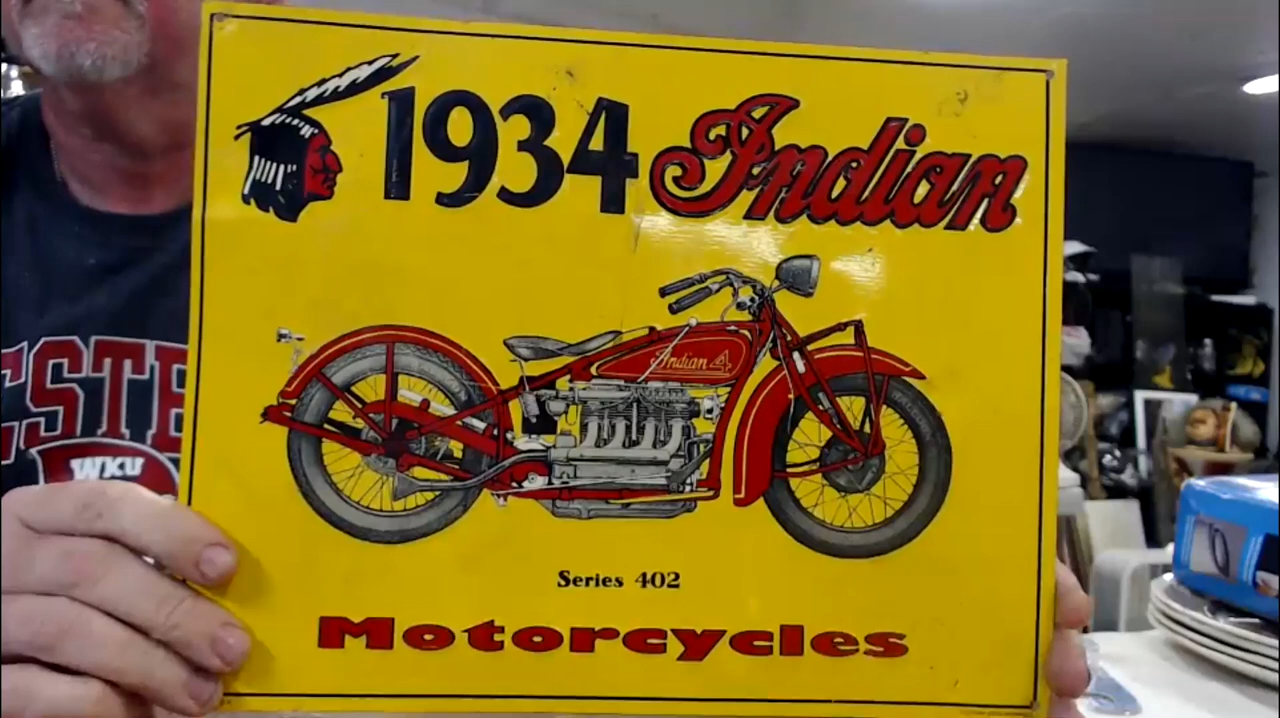 1934 Indian
Indian 4
Series 402
Motorcycles
ESTE
WKU